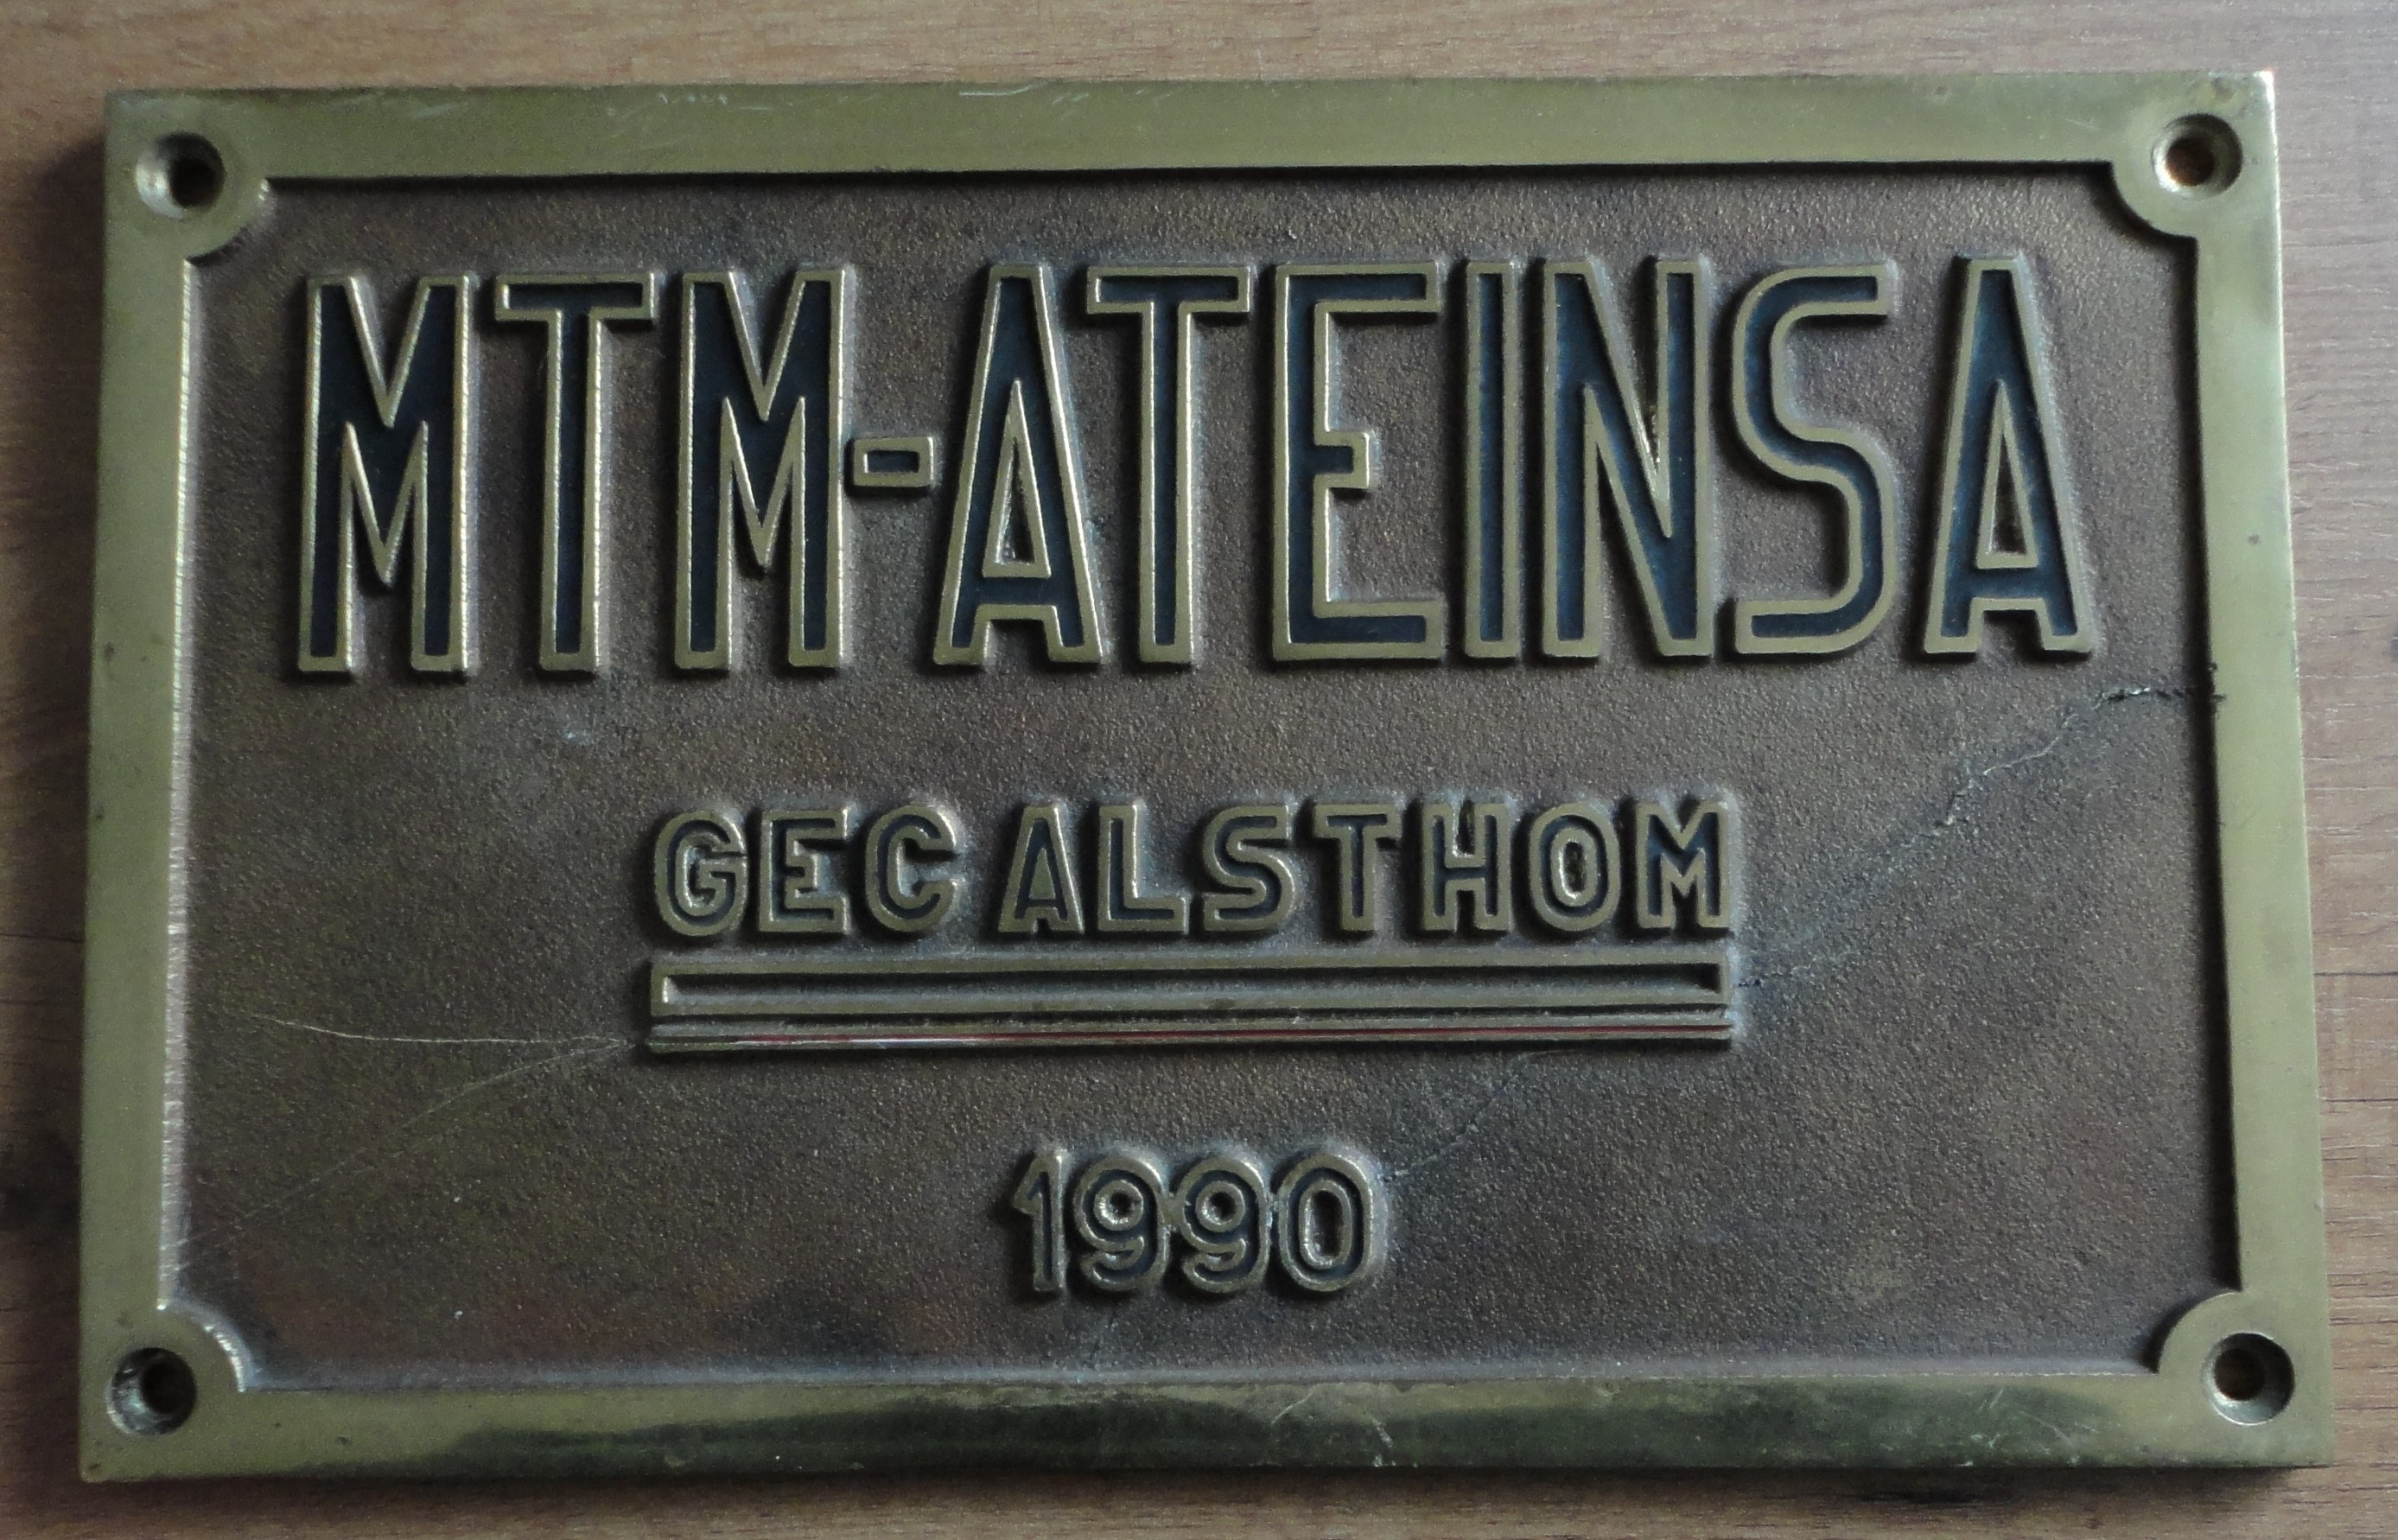 MTM-ATEINSA
GEC ALSTHOM
1990